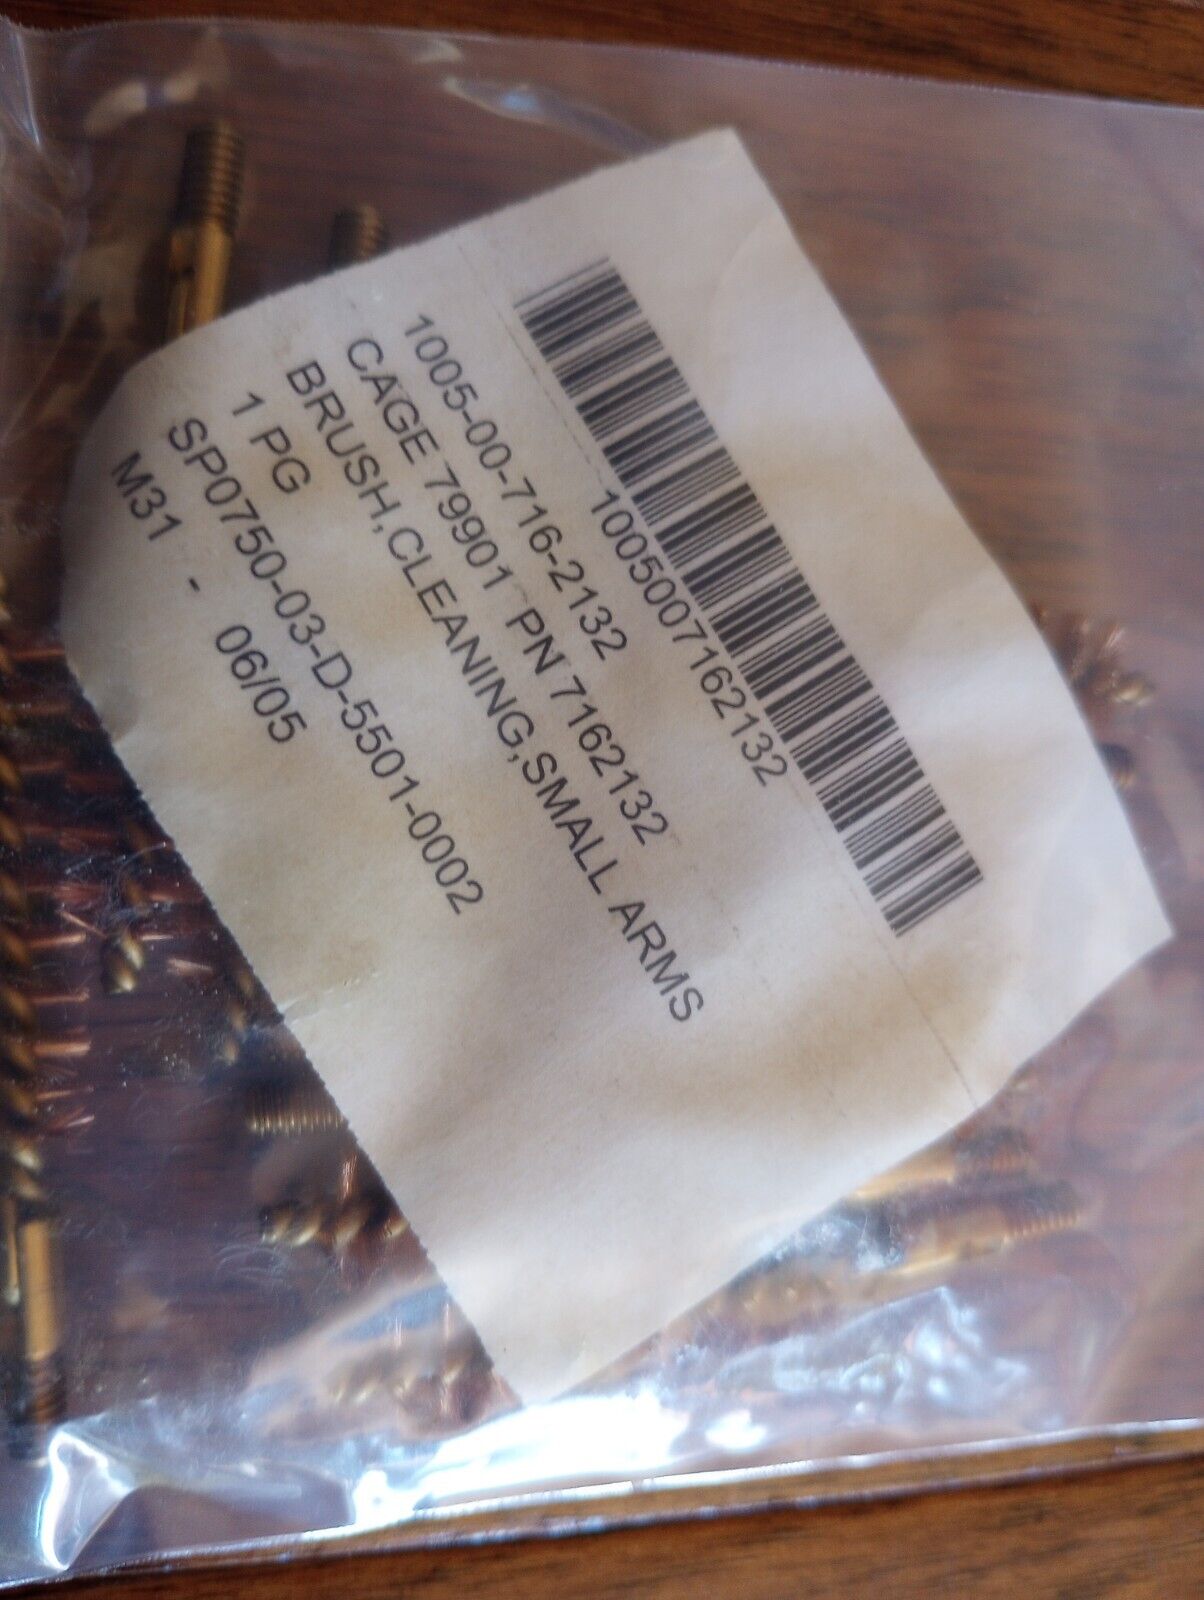 1005007162132
1005-00-716-2132
CAGE 79901 PN 7162132
BRUSH,CLEANING,SMALL ARMS
1 PG
SP0750-03-D-5501-0002
M31 - 06/05